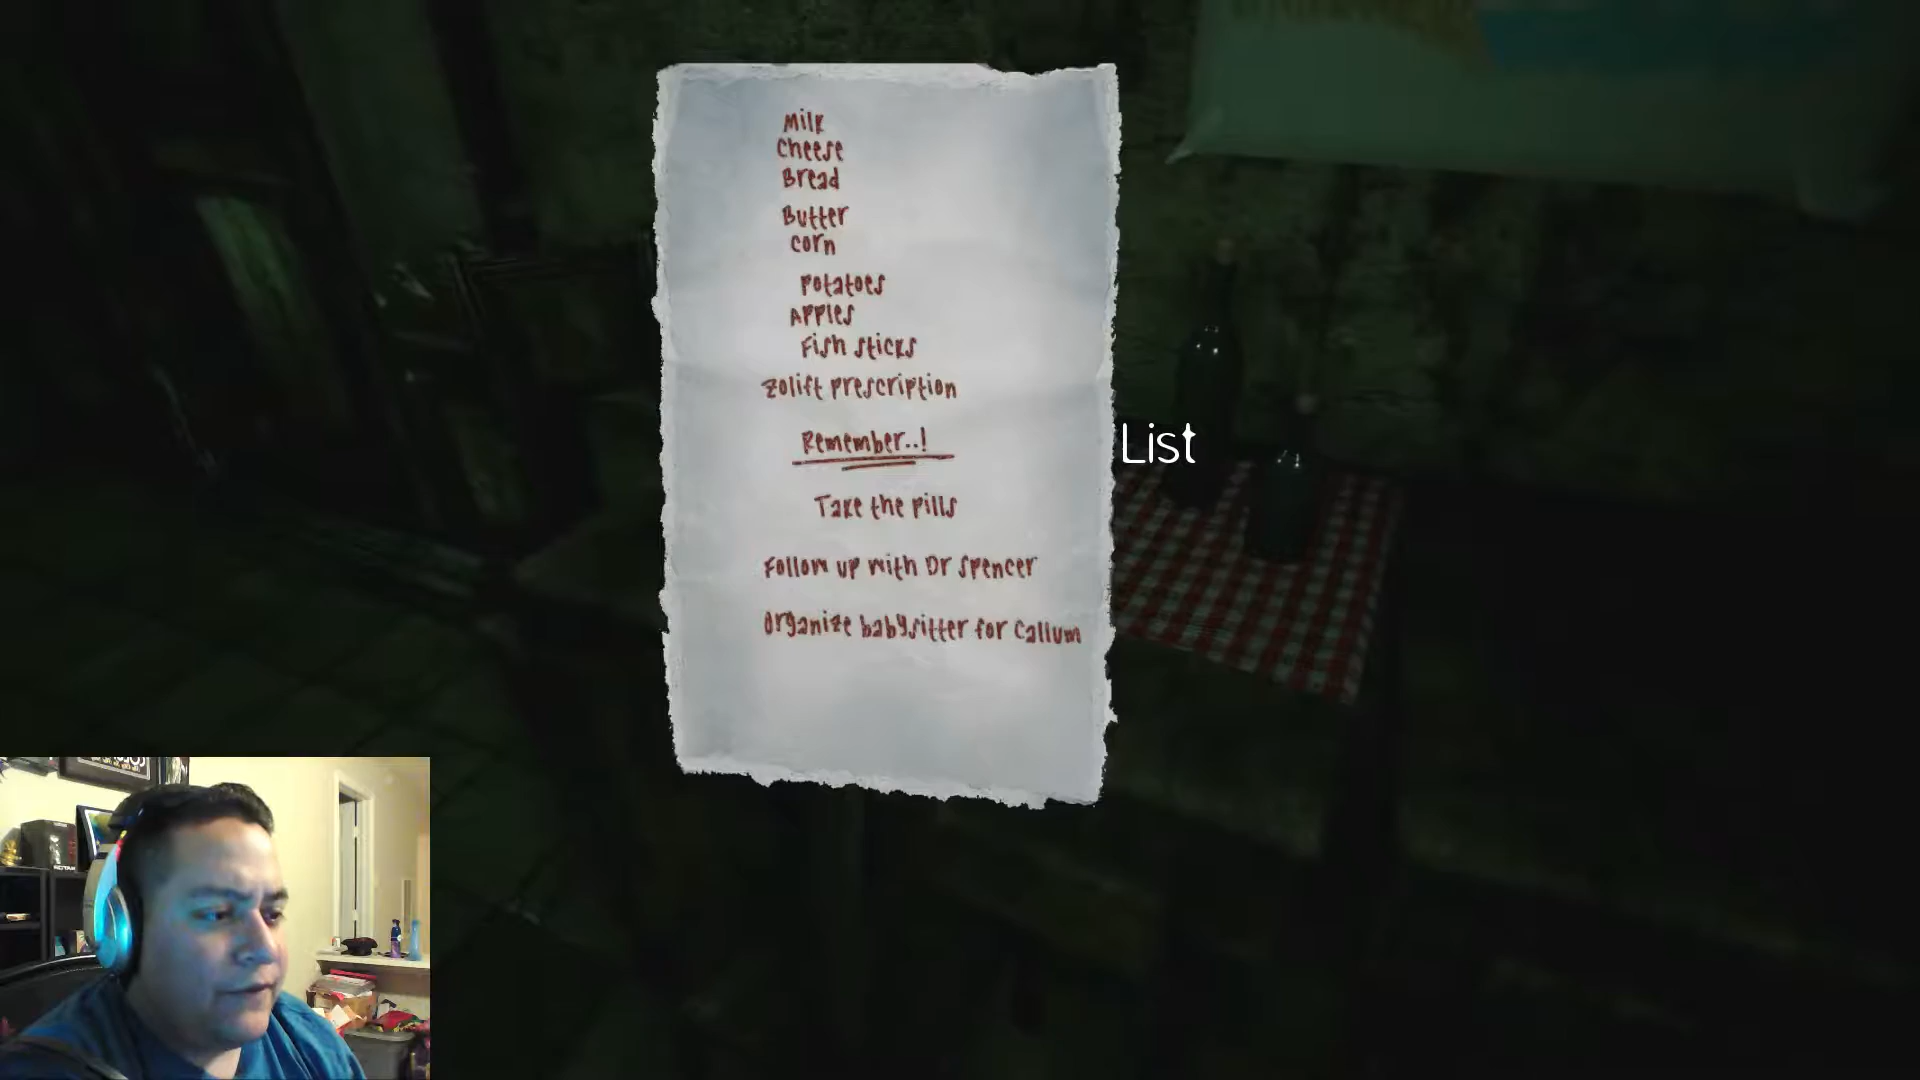 Milk
Cheese
Bread
Butter
corn
Potatoes
Apples
Fish sticks
Zolift prescription
Remember..!
Take the pills
Follow up with Dr Spencer
Organize babysitter for Callum
List